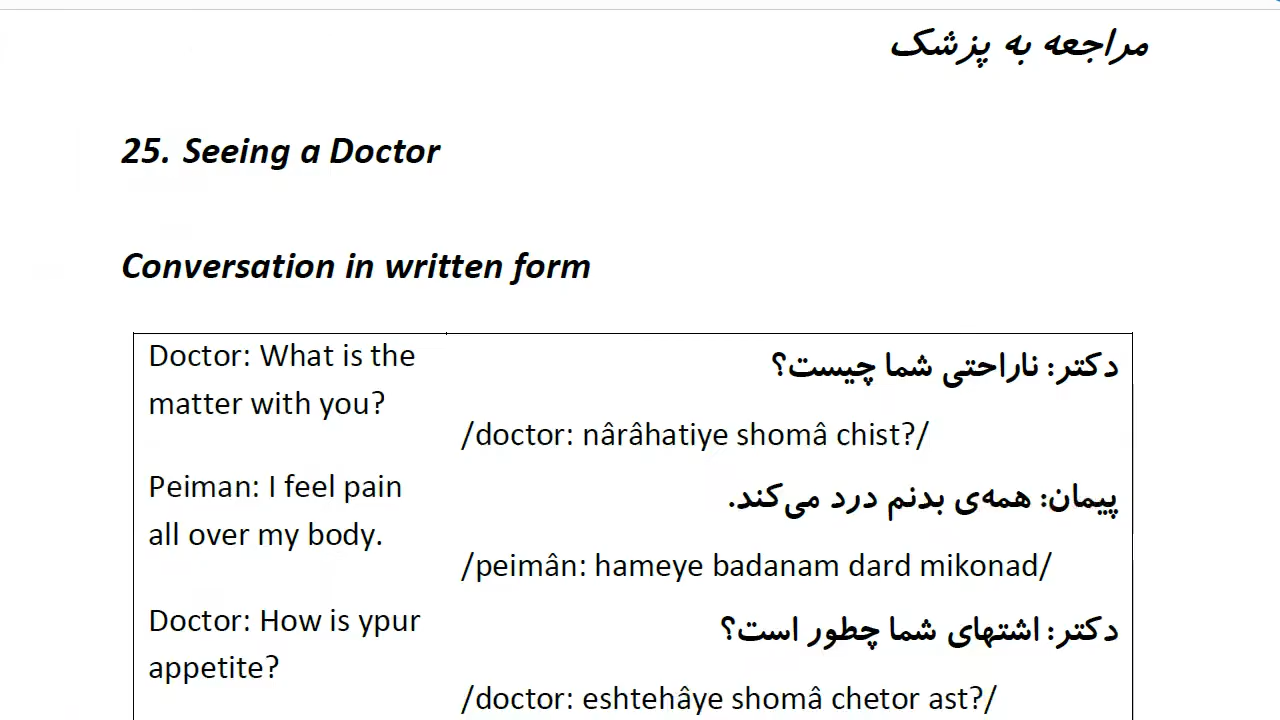 مراجعه به پزشک
25. Seeing a Doctor
Conversation in written form
Doctor: What is the
matter with you?
دکتر: ناراحتی شما چیست؟
/doctor: nârâhatiye shomâ chist?/
Peiman: I feel pain
all over my body.
پیمان: همه‌ی بدنم درد می‌کند.
/peimân: hameye badanam dard mikonad/
Doctor: How is ypur
appetite?
دکتر: اشتهای شما چطور است؟
/doctor: eshtehâye shomâ chetor ast?/